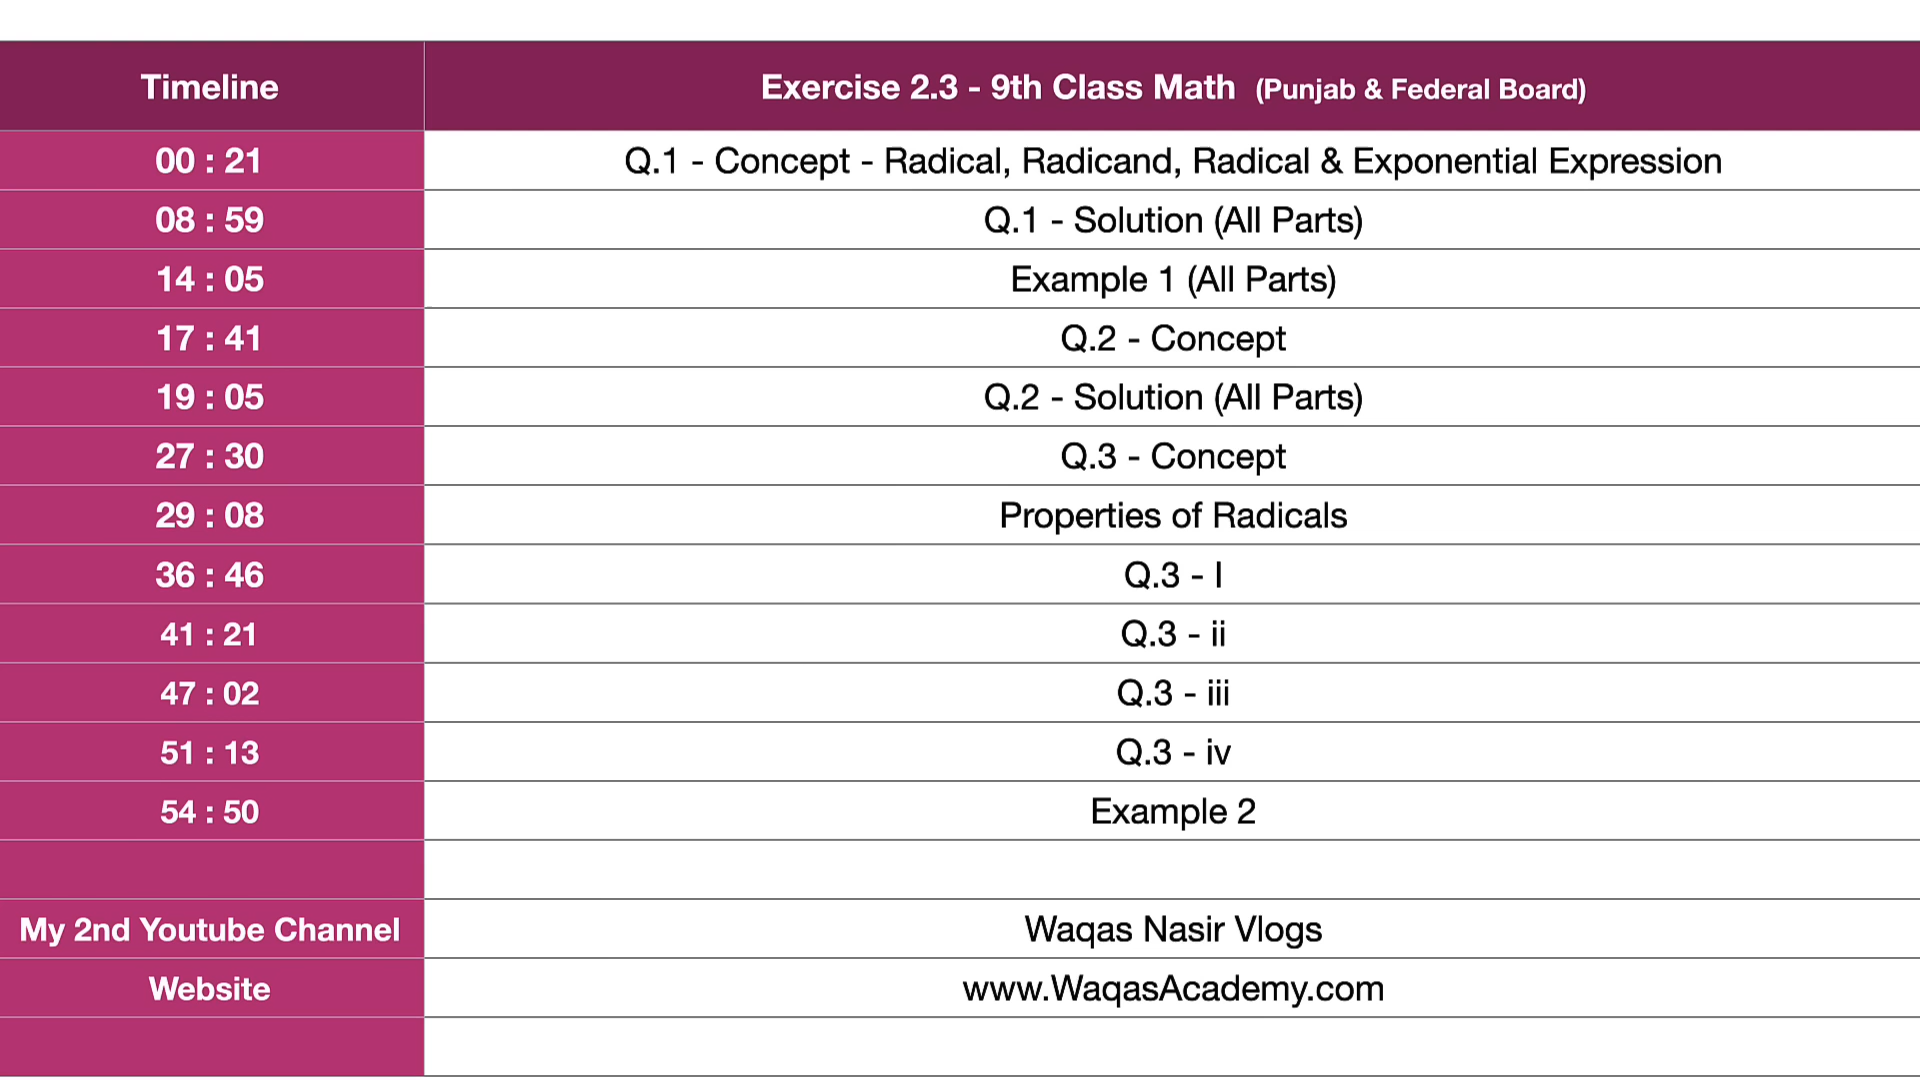 Timeline Exercise 2.3 - 9th Class Math (Punjab & Federal Board)
00 : 21 Q.1 - Concept - Radical, Radicand, Radical & Exponential Expression
08 : 59 Q.1 - Solution (All Parts)
14 : 05 Example 1 (All Parts)
17 : 41 Q.2 - Concept
19 : 05 Q.2 - Solution (All Parts)
27 : 30 Q.3 - Concept
29 : 08 Properties of Radicals
36 : 46 Q.3 - I
41 : 21 Q.3 - ii
47 : 02 Q.3 - iii
51 : 13 Q.3 - iv
54 : 50 Example 2
My 2nd Youtube Channel Waqas Nasir Vlogs
Website www.WaqasAcademy.com